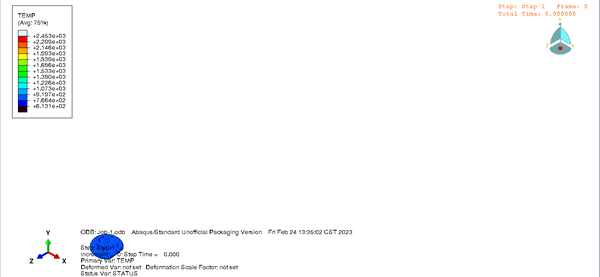 TEMP
(Avg: 75%)
+2.453e+03
+2.299e+03
+2.146e+03
+1.993e+03
+1.839e+03
+1.686e+03
+1.533e+03
+1.380e+03
+1.226e+03
+1.073e+03
+9.197e+02
+7.664e+02
+6.131e+02
Step: Step-1 Frame: 0
Total Time: 0.000000
Y
Z
X
ODB: Job-1.odb Abaqus/Standard Unofficial Packaging Version Fri Feb 24 13:36:02 CST 2023
Step Time = 0.000
Primary Var: TEMP
Deformed Var: not set Deformation Scale Factor: not set
Status Var: STATUS